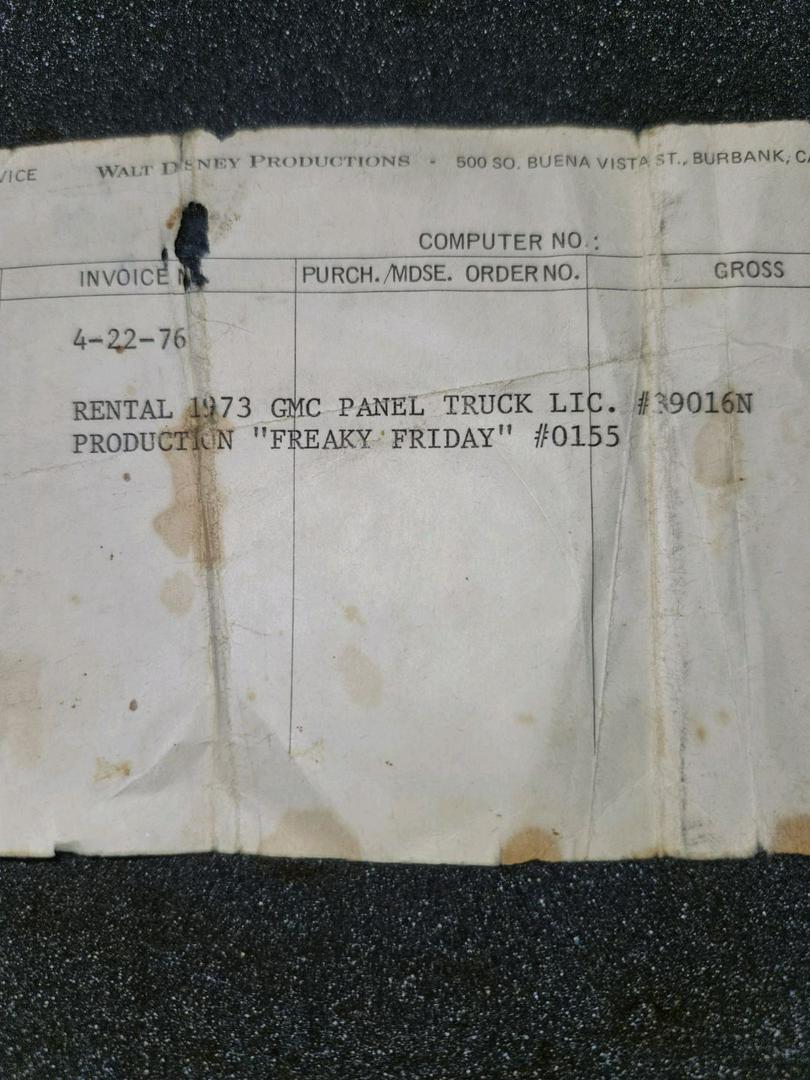 VICE WALT DISNEY PRODUCTIONS - 500 SO. BUENA VISTA ST., BURBANK, CA
COMPUTER NO.:
INVOICE N PURCH./MDSE. ORDER NO. GROSS
4-22-76
RENTAL 1973 GMC PANEL TRUCK LIC. #39016N
PRODUCTION "FREAKY FRIDAY" #0155